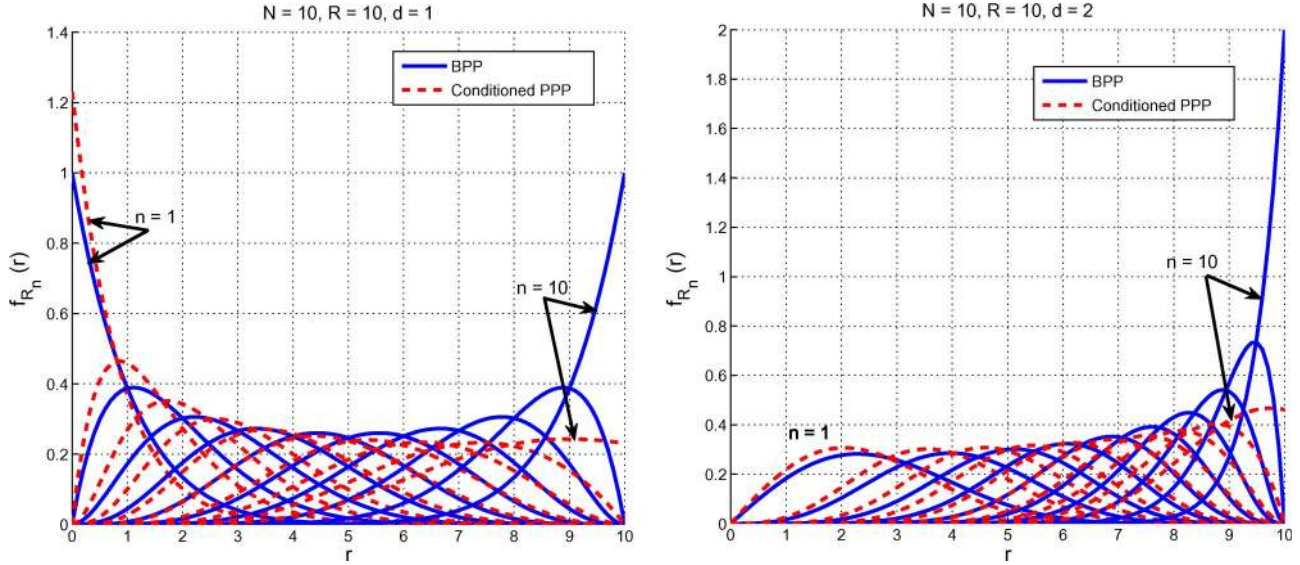 N = 10, R = 10, d = 1
1.4
1.2
1
0.8
0.6
0.4
0.2
0
0 1 2 3 4 5 6 7 8 9 10
f_{R_n} (r)
r
BPP
Conditioned PPP
n = 1
n = 10
N = 10, R = 10, d = 2
2
1.8
1.6
1.4
1.2
1
0.8
0.6
0.4
0.2
0
0 1 2 3 4 5 6 7 8 9 10
f_{R_n} (r)
r
BPP
Conditioned PPP
n = 10
n = 1